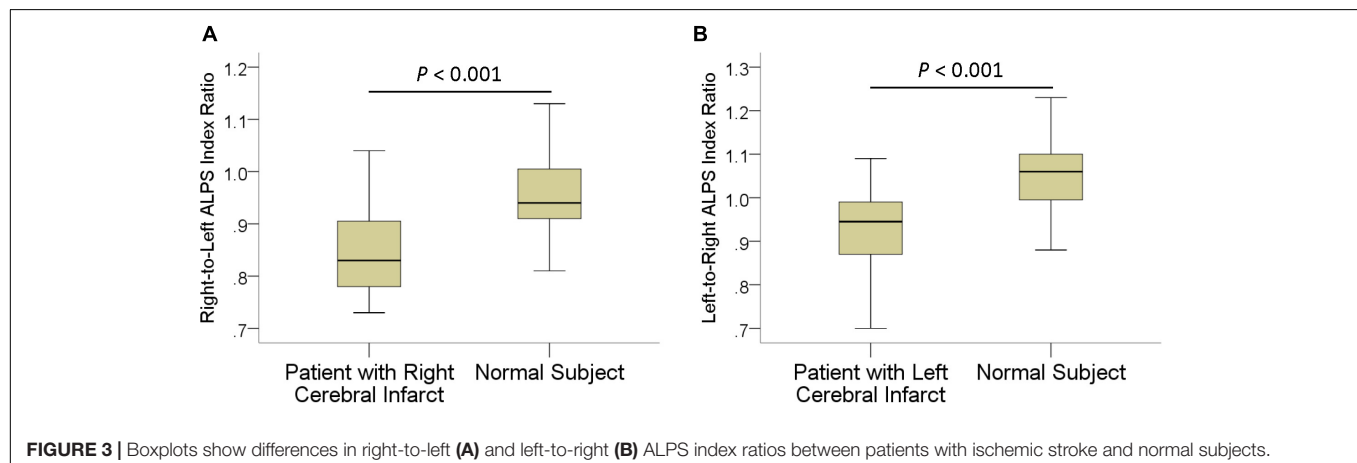 A
Right-to-Left ALPS Index Ratio
1.2
1.1
1.0
.9
.8
.7
P < 0.001
Patient with Right
Cerebral Infarct
Normal Subject
B
Left-to-Right ALPS Index Ratio
1.3
1.2
1.1
1.0
.9
.8
.7
P < 0.001
Patient with Left
Cerebral Infarct
Normal Subject
FIGURE 3 | Boxplots show differences in right-to-left (A) and left-to-right (B) ALPS index ratios between patients with ischemic stroke and normal subjects.